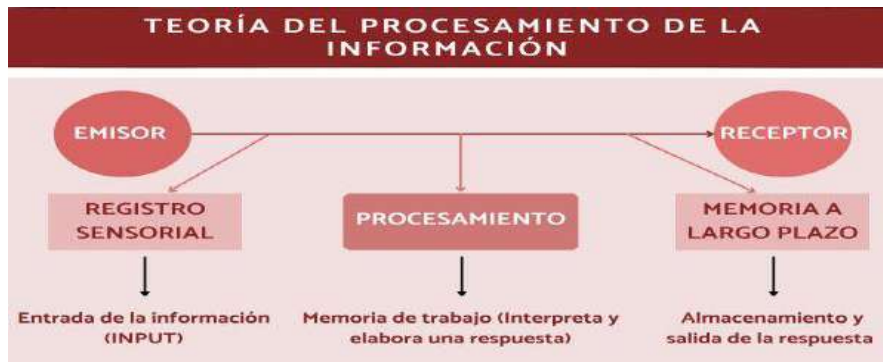 TEORÍA DEL PROCESAMIENTO DE LA
INFORMACIÓN
EMISOR
RECEPTOR
REGISTRO
SENSORIAL
PROCESAMIENTO
MEMORIA A
LARGO PLAZO
Entrada de la información
(INPUT)
Memoria de trabajo (Interpreta y
elabora una respuesta)
Almacenamiento y
salida de la respuesta